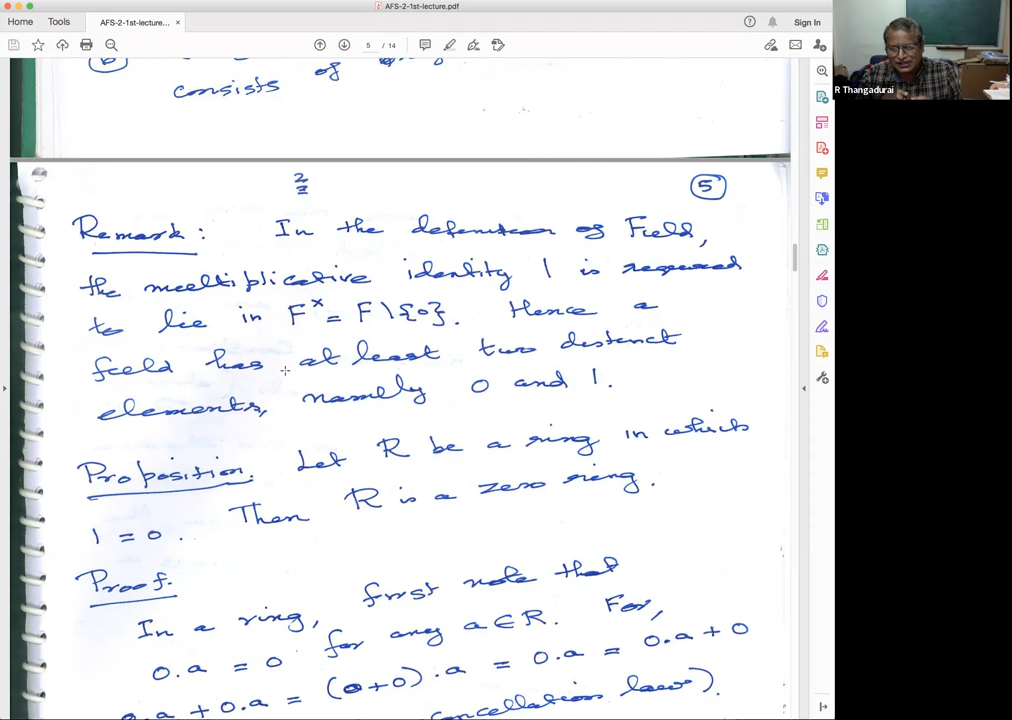 AFS-2-1st-lecture.pdf
Home
Tools
AFS-2-1st-lecture... ×
Sign In
5 / 14
R Thangadurai
6
of
consists
2
5
Remark: In the definition of Field,
the multiplicative identity 1 is required
to lie in F^× = F \ {0}. Hence a
field has at least two distinct
elements, namely 0 and 1.
Proposition. Let R be a ring in which
1 = 0. Then R is a zero ring.
Proof.
In a ring, first note that
0.a = 0 for any a ∈ R. For,
0.a + 0.a = (0+0).a = 0.a = 0.a + 0
cancellation law).